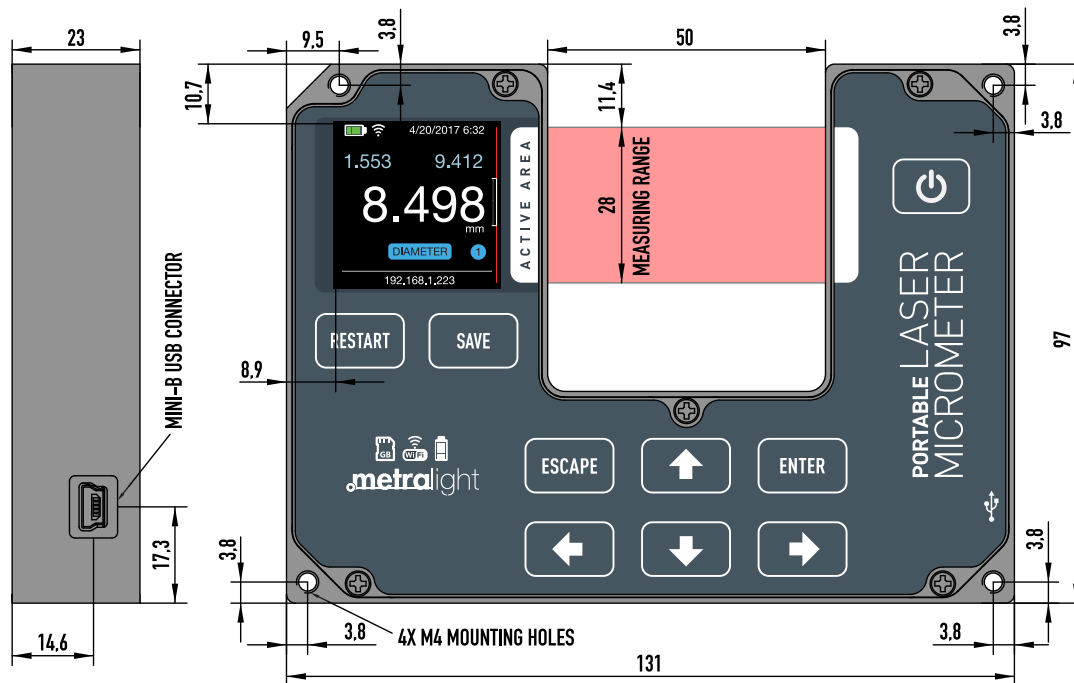 23
9,5
3,8
50
3,8
10,7
11,4
3,8
4/20/2017 6:32
1.553 9.412
8.498
mm
DIAMETER 1
192.168.1.223
ACTIVE AREA
28
MEASURING RANGE
RESTART SAVE
8,9
MINI-B USB CONNECTOR
PORTABLE LASER
MICROMETER
97
GB WiFi
metralight
ESCAPE ENTER
17,3
3,8
3,8
14,6
3,8
4X M4 MOUNTING HOLES
3,8
131